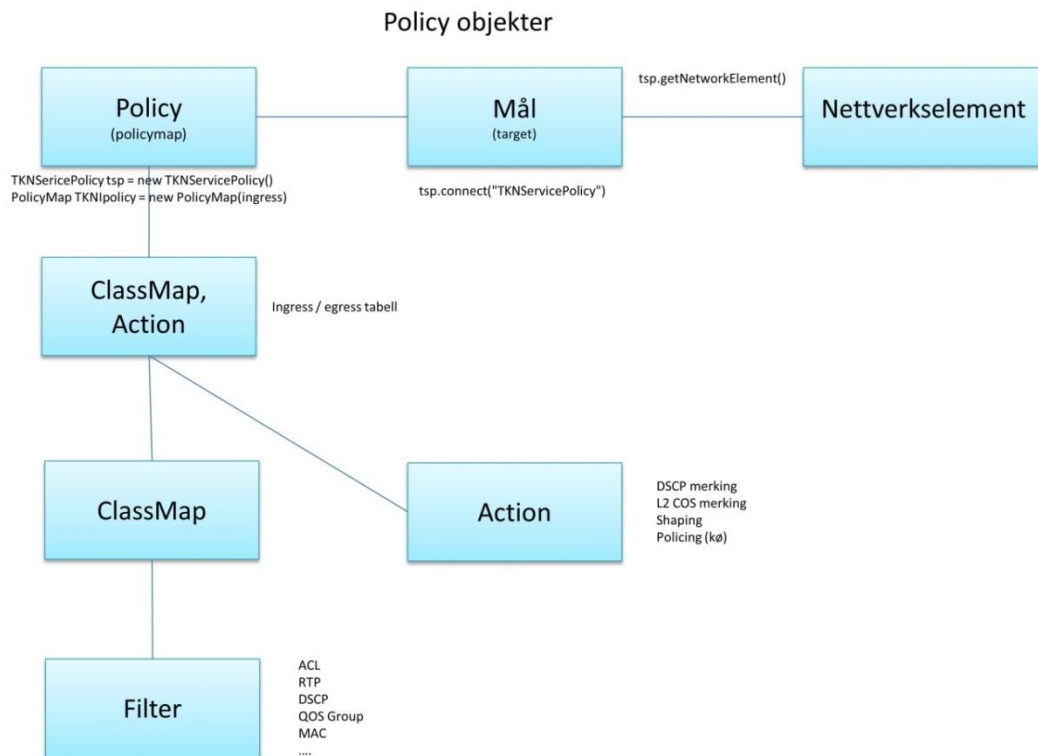 Policy objekter
Policy
(policymap)
Mål
(target)
tsp.getNetworkElement()
Nettverkselement
TKNSericePolicy tsp = new TKNServicePolicy()
PolicyMap TKNIpolicy = new PolicyMap(ingress)
tsp.connect("TKNServicePolicy")
ClassMap,
Action
Ingress / egress tabell
ClassMap
Action
DSCP merking
L2 COS merking
Shaping
Policing (kø)
Filter
ACL
RTP
DSCP
QOS Group
MAC
....